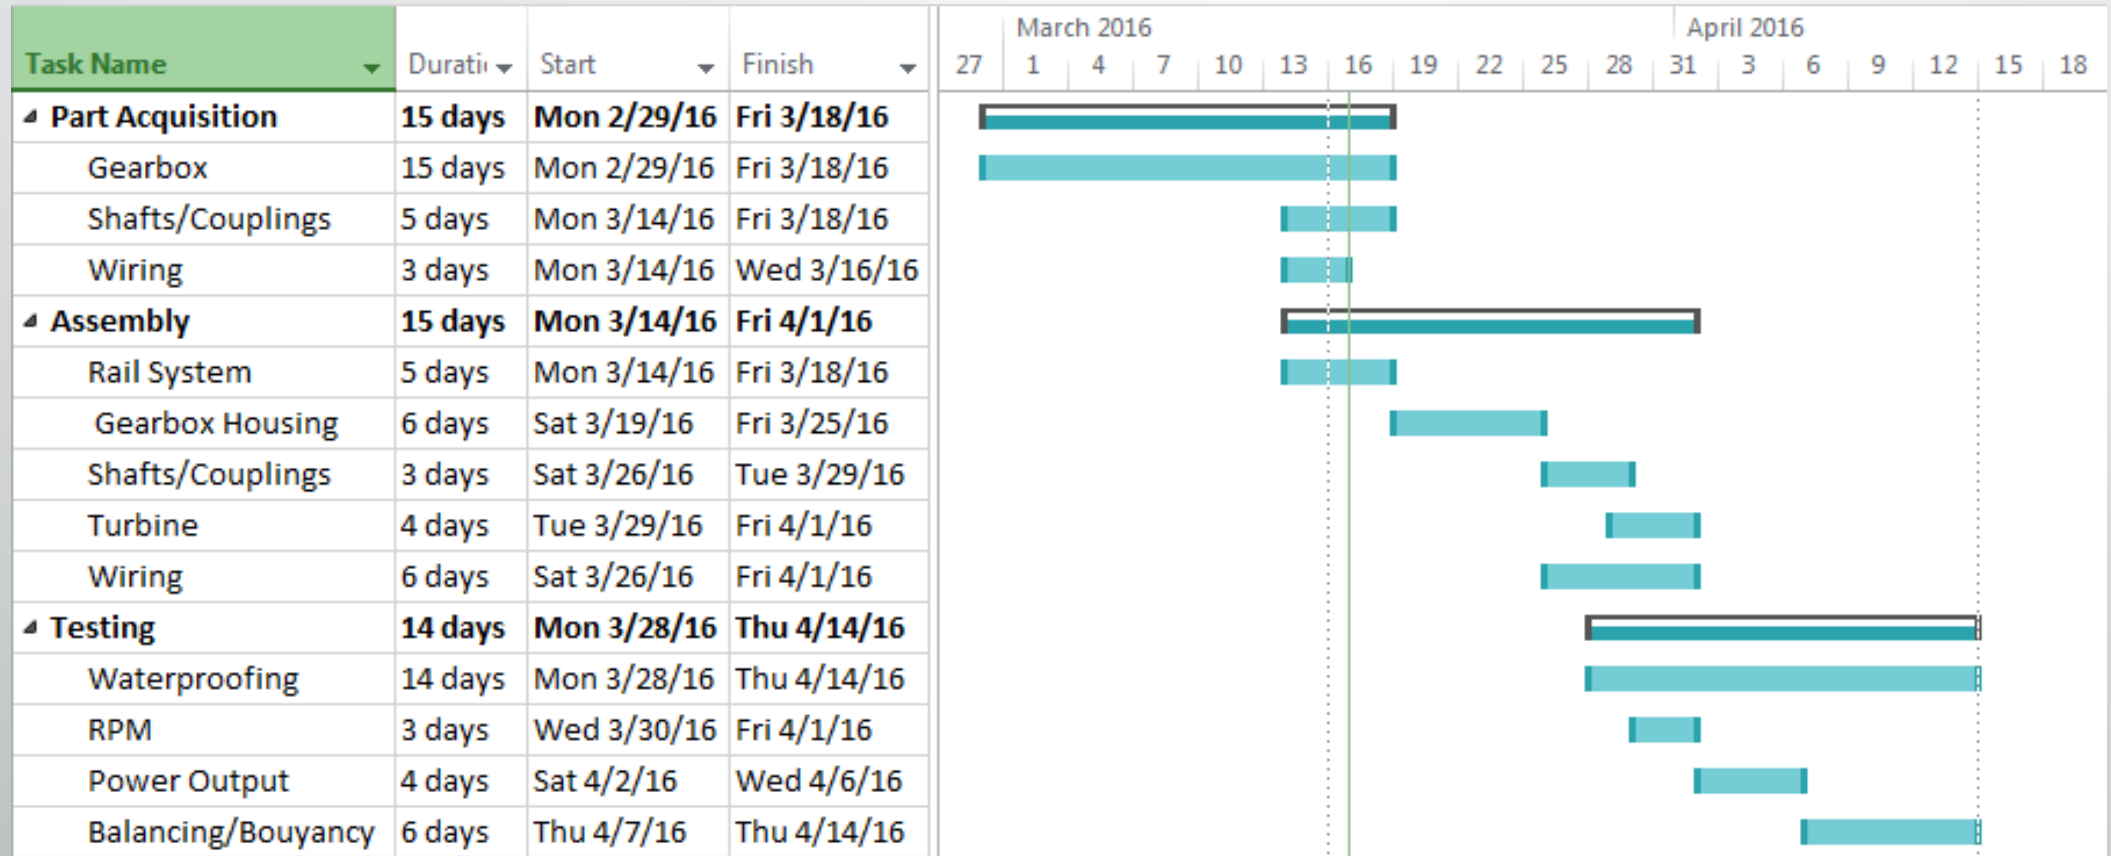 March 2016 April 2016
Task Name Durati Start Finish 27 1 4 7 10 13 16 19 22 25 28 31 3 6 9 12 15 18
Part Acquisition 15 days Mon 2/29/16 Fri 3/18/16
Gearbox 15 days Mon 2/29/16 Fri 3/18/16
Shafts/Couplings 5 days Mon 3/14/16 Fri 3/18/16
Wiring 3 days Mon 3/14/16 Wed 3/16/16
Assembly 15 days Mon 3/14/16 Fri 4/1/16
Rail System 5 days Mon 3/14/16 Fri 3/18/16
Gearbox Housing 6 days Sat 3/19/16 Fri 3/25/16
Shafts/Couplings 3 days Sat 3/26/16 Tue 3/29/16
Turbine 4 days Tue 3/29/16 Fri 4/1/16
Wiring 6 days Sat 3/26/16 Fri 4/1/16
Testing 14 days Mon 3/28/16 Thu 4/14/16
Waterproofing 14 days Mon 3/28/16 Thu 4/14/16
RPM 3 days Wed 3/30/16 Fri 4/1/16
Power Output 4 days Sat 4/2/16 Wed 4/6/16
Balancing/Bouyancy 6 days Thu 4/7/16 Thu 4/14/16